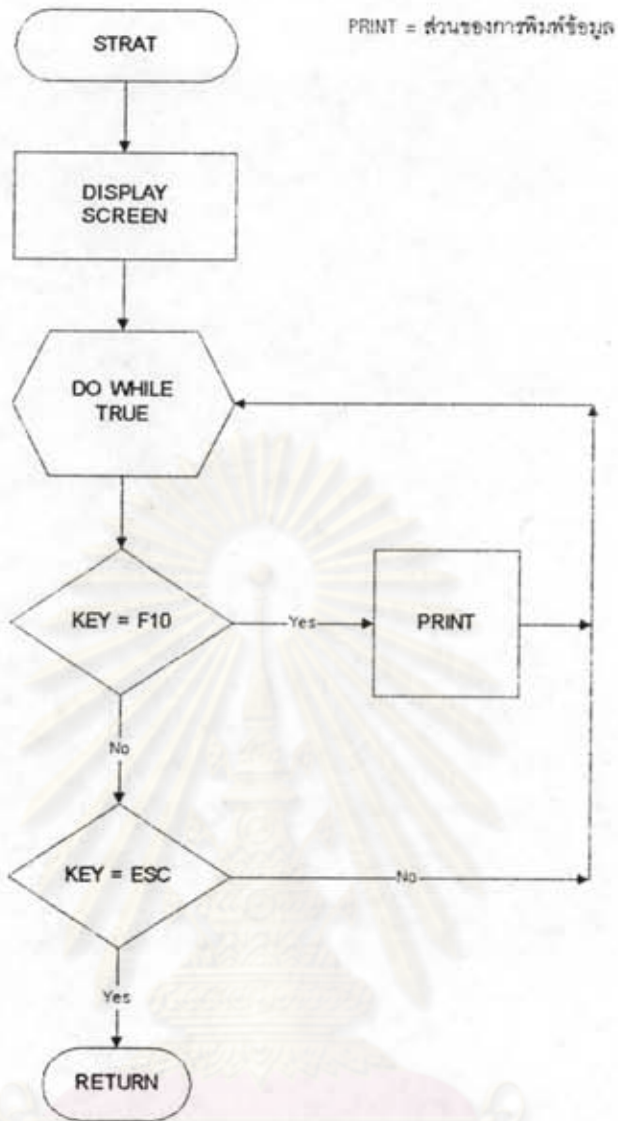 STRAT
PRINT = ส่วนของการพิมพ์ข้อมูล
DISPLAY
SCREEN
DO WHILE
TRUE
KEY = F10
Yes
PRINT
No
KEY = ESC
No
Yes
RETURN